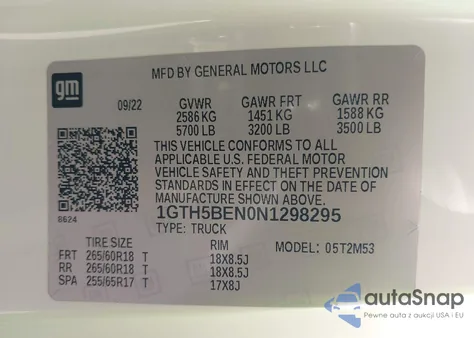 gm
MFD BY GENERAL MOTORS LLC
09/22
GVWR GAWR FRT GAWR RR
2586 KG 1451 KG 1588 KG
5700 LB 3200 LB 3500 LB
THIS VEHICLE CONFORMS TO ALL
APPLICABLE U.S. FEDERAL MOTOR
VEHICLE SAFETY AND THEFT PREVENTION
STANDARDS IN EFFECT ON THE DATE OF
MANUFACTURE SHOWN ABOVE.
8624
1GTH5BEN0N1298295
TYPE: TRUCK
TIRE SIZE RIM MODEL: 05T2M53
FRT 265/60R18 T 18X8.5J
RR 265/60R18 T 18X8.5J
SPA 255/65R17 T 17X8J
autoSnap
Pewne auta z aukcji USA i EU